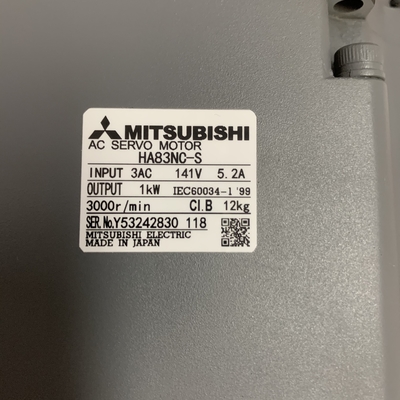 MITSUBISHI
AC SERVO MOTOR
HA83NC-S
INPUT 3AC 141V 5.2A
OUTPUT 1kW IEC60034-1 '99
3000r/min CI.B 12kg
SER.No.Y53242830 118
MITSUBISHI ELECTRIC
MADE IN JAPAN